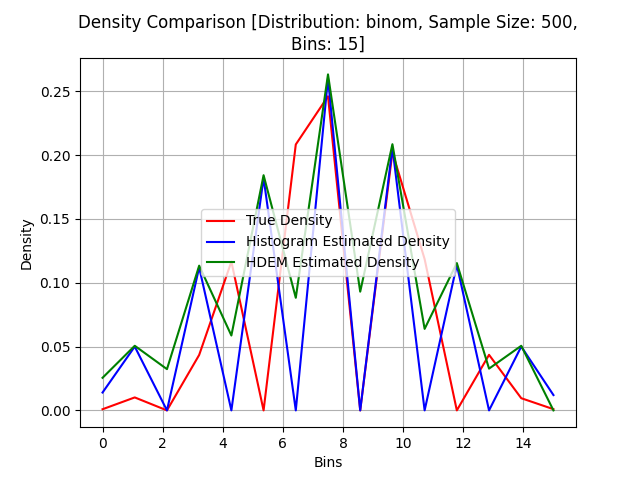 Density Comparison [Distribution: binom, Sample Size: 500,
Bins: 15]
Density
0.25
0.20
0.15
0.10
0.05
0.00
True Density
Histogram Estimated Density
HDEM Estimated Density
0 2 4 6 8 10 12 14
Bins